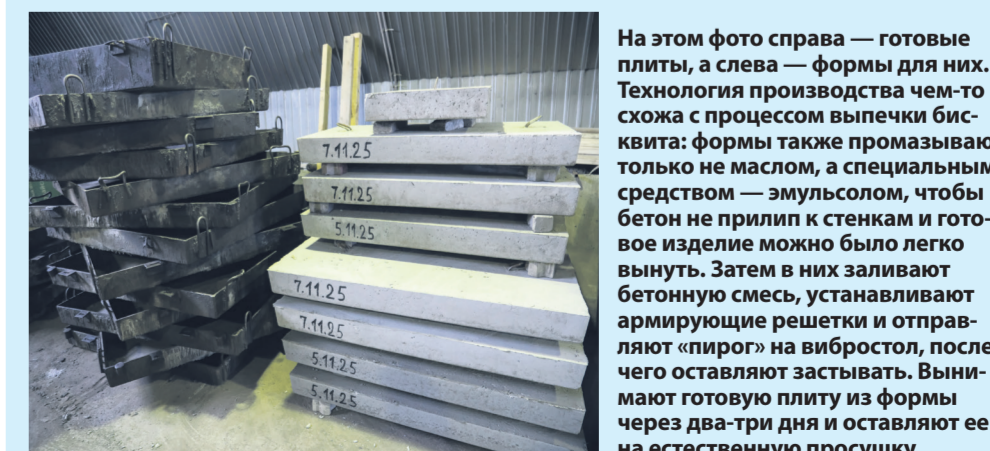 7.11.25
7.11.25
5.11.25
7.11.25
7.11.25
5.11.25
5.11.25
На этом фото справа — готовые
плиты, а слева — формы для них.
Технология производства чем-то
схожа с процессом выпечки бис-
квита: формы также промазываю
только не маслом, а специальным
средством — эмульсолом, чтобы
бетон не прилип к стенкам и гото-
вое изделие можно было легко
вынуть. Затем в них заливают
бетонную смесь, устанавливают
армирующие решетки и отправ-
ляют «пирог» на вибростол, после
чего оставляют застывать. Выни-
мают готовую плиту из формы
через два-три дня и оставляют ее
на естественную просушку